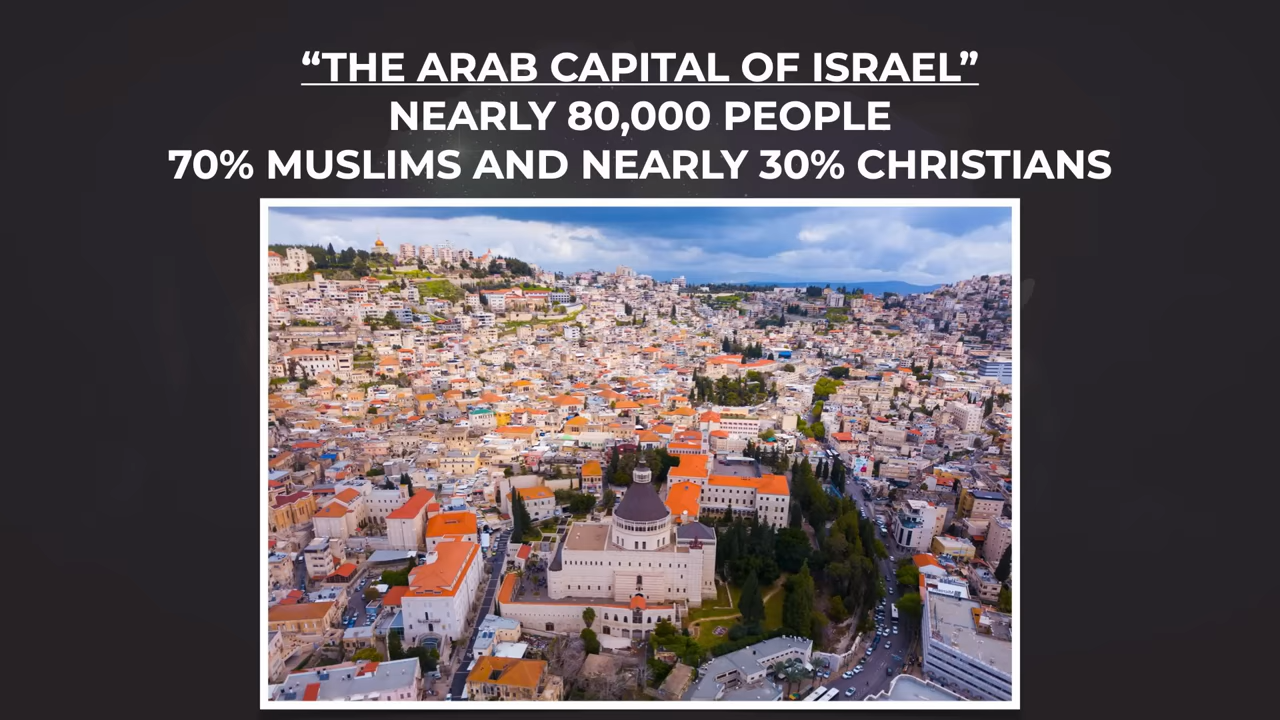 “THE ARAB CAPITAL OF ISRAEL”
NEARLY 80,000 PEOPLE
70% MUSLIMS AND NEARLY 30% CHRISTIANS